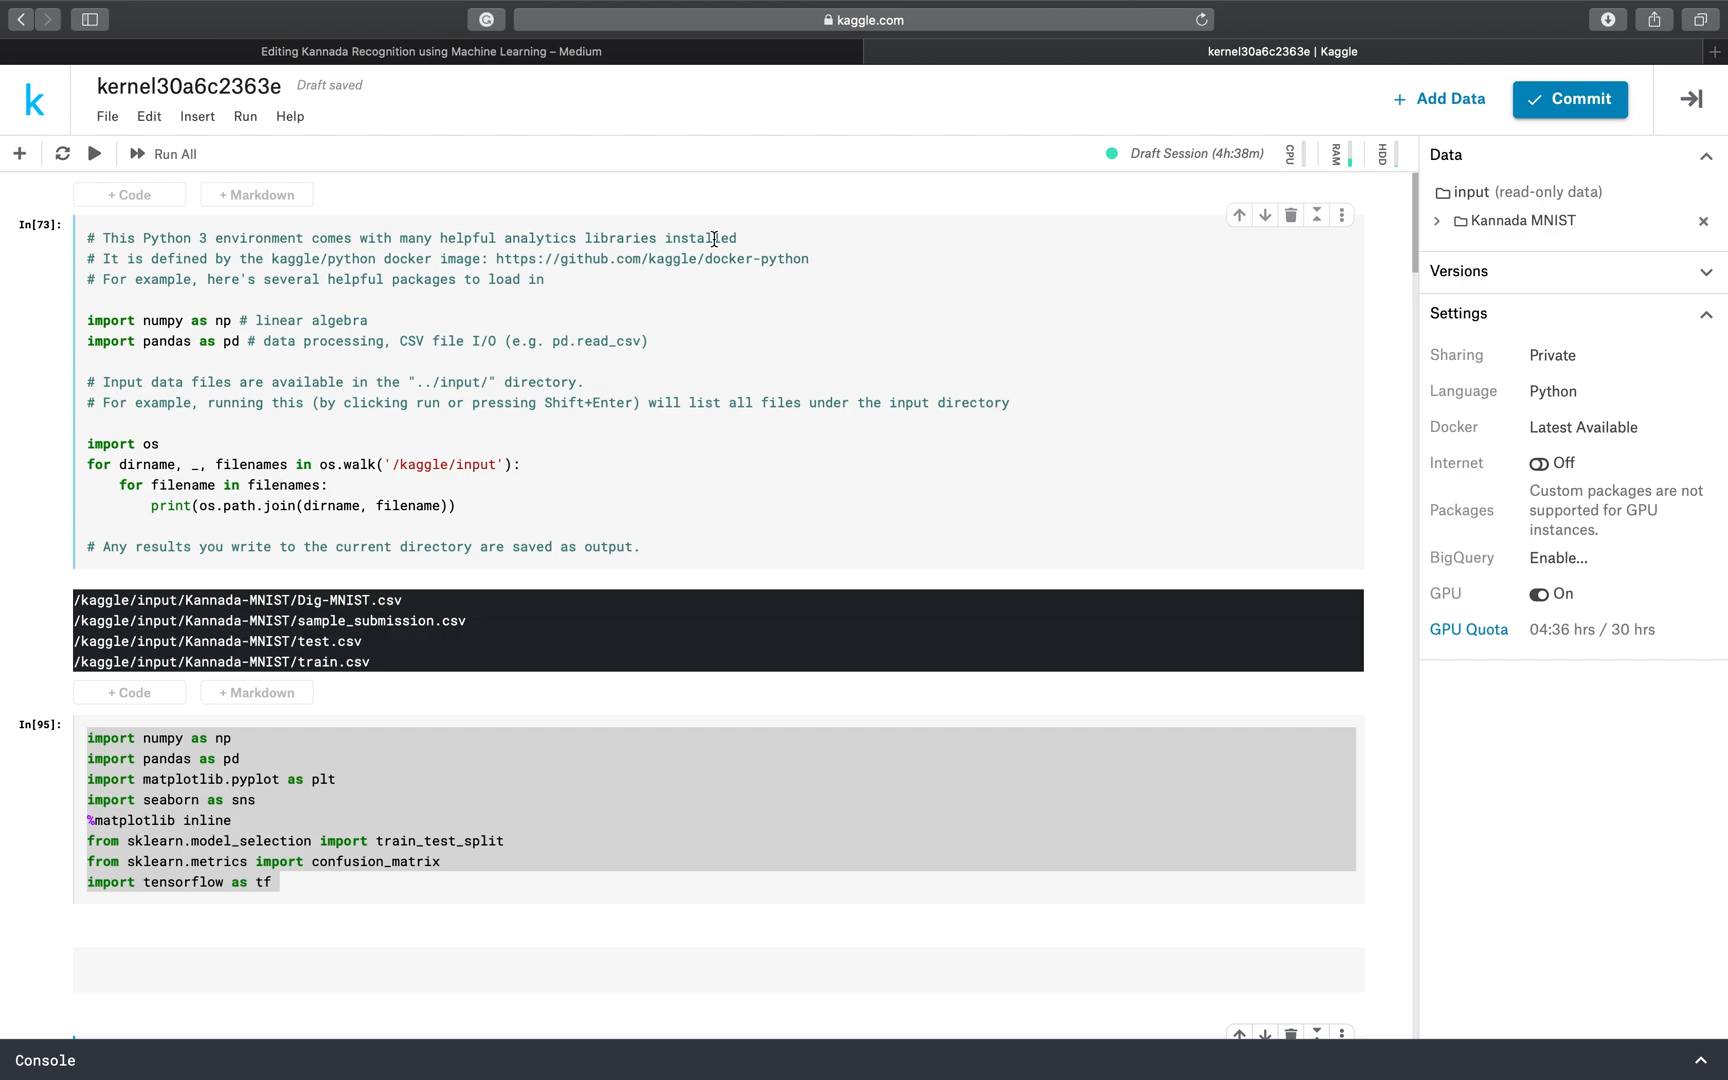 kaggle.com
Editing Kannada Recognition using Machine Learning – Medium
kernel30a6c2363e | Kaggle
k
kernel30a6c2363e Draft saved
File Edit Insert Run Help
+ Add Data
Commit
Run All
Draft Session (4h:38m)
CPU
RAM
HDD
+ Code + Markdown
In[73]:
# This Python 3 environment comes with many helpful analytics libraries installed
# It is defined by the kaggle/python docker image: https://github.com/kaggle/docker-python
# For example, here's several helpful packages to load in
import numpy as np # linear algebra
import pandas as pd # data processing, CSV file I/O (e.g. pd.read_csv)
# Input data files are available in the "../input/" directory.
# For example, running this (by clicking run or pressing Shift+Enter) will list all files under the input directory
import os
for dirname, _, filenames in os.walk('/kaggle/input'):
    for filename in filenames:
        print(os.path.join(dirname, filename))
# Any results you write to the current directory are saved as output.
/kaggle/input/Kannada-MNIST/Dig-MNIST.csv
/kaggle/input/Kannada-MNIST/sample_submission.csv
/kaggle/input/Kannada-MNIST/test.csv
/kaggle/input/Kannada-MNIST/train.csv
+ Code + Markdown
In[95]:
import numpy as np
import pandas as pd
import matplotlib.pyplot as plt
import seaborn as sns
%matplotlib inline
from sklearn.model_selection import train_test_split
from sklearn.metrics import confusion_matrix
import tensorflow as tf
Data
input (read-only data)
Kannada MNIST
Versions
Settings
Sharing Private
Language Python
Docker Latest Available
Internet Off
Packages Custom packages are not
supported for GPU
instances.
BigQuery Enable...
GPU On
GPU Quota 04:36 hrs / 30 hrs
Console